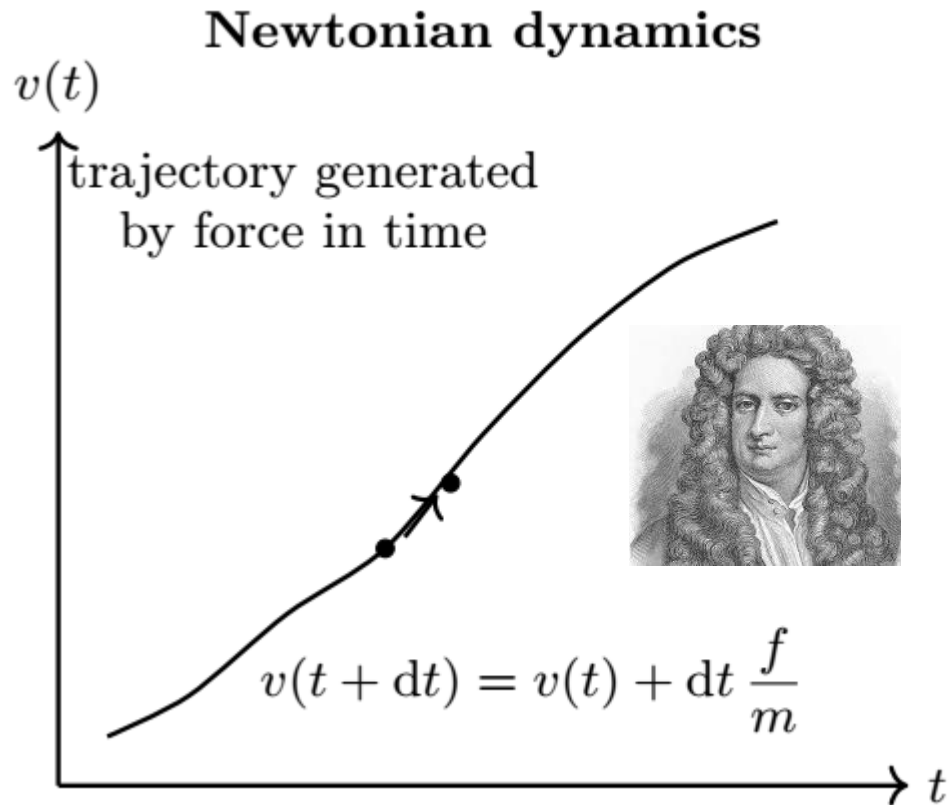 Newtonian dynamics
v(t)
trajectory generated
by force in time
v(t + dt) = v(t) + dt f/m
t